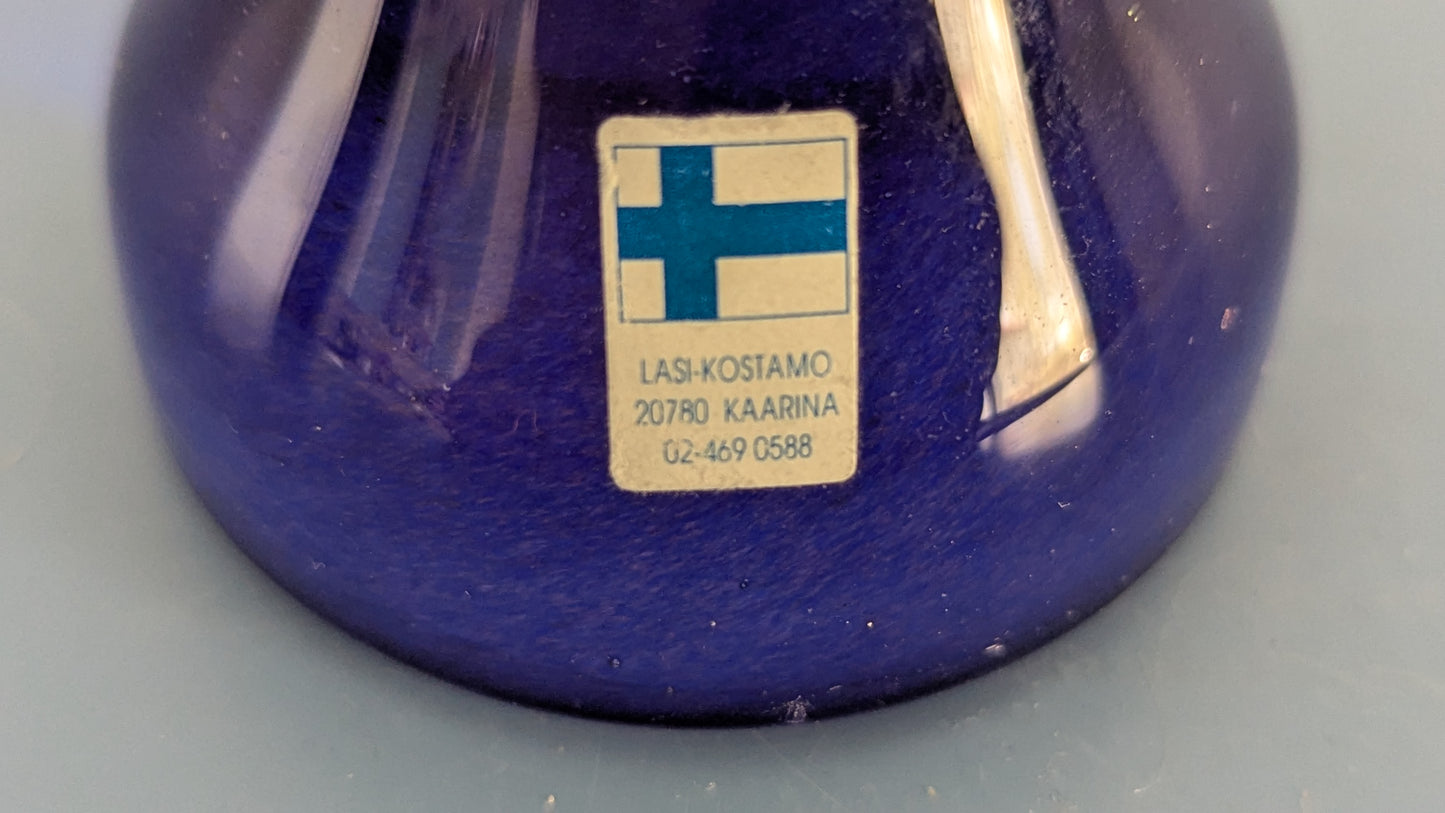 LASI-KOSTAMO
20780 KAARINA
02-469 0588